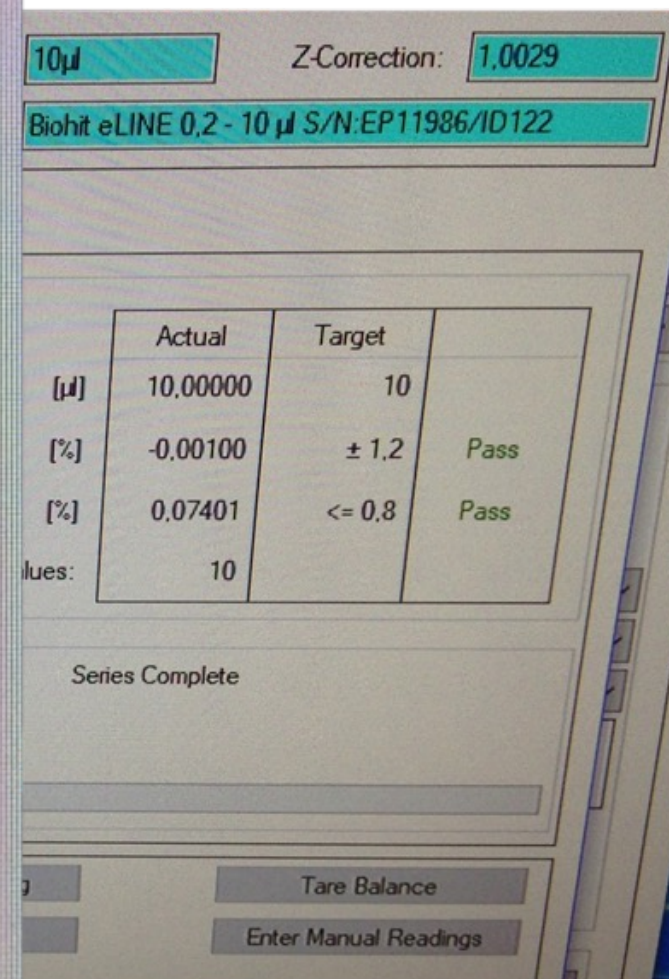 10µl Z-Correction: 1,0029
Biohit eLINE 0,2 - 10 µl S/N:EP11986/ID122
Actual Target
[µl] 10,00000 10
[%] -0,00100 ± 1,2 Pass
[%] 0,07401 <= 0,8 Pass
lues: 10
Series Complete
g Tare Balance
Enter Manual Readings